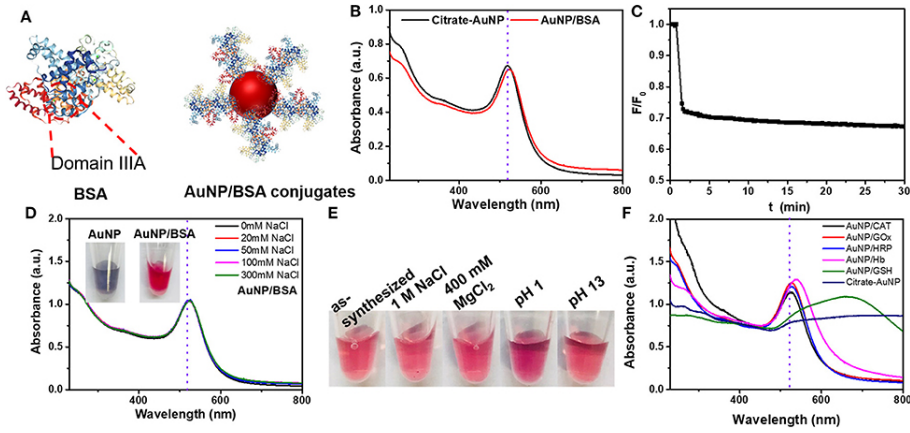 A
Domain IIIA
BSA
AuNP/BSA conjugates
B
Citrate-AuNP
AuNP/BSA
Absorbance (a.u.)
0.8
0.6
0.4
0.2
0.0
400
600
800
Wavelength (nm)
C
F/F0
1.0
0.9
0.8
0.7
0.6
0.5
0
5
10
15
20
25
30
t (min)
D
AuNP
AuNP/BSA
0mM NaCl
20mM NaCl
50mM NaCl
100mM NaCl
300mM NaCl
AuNP/BSA
Absorbance (a.u.)
2.0
1.5
1.0
0.5
0.0
400
600
800
Wavelength (nm)
E
as-
synthesized
1 M NaCl
400 mM
MgCl2
pH 1
pH 13
F
AuNP/CAT
AuNP/GOx
AuNP/HRP
AuNP/Hb
AuNP/GSH
Citrate-AuNP
Absorbance (a.u.)
2.0
1.5
1.0
0.5
0.0
400
600
800
Wavelength (nm)